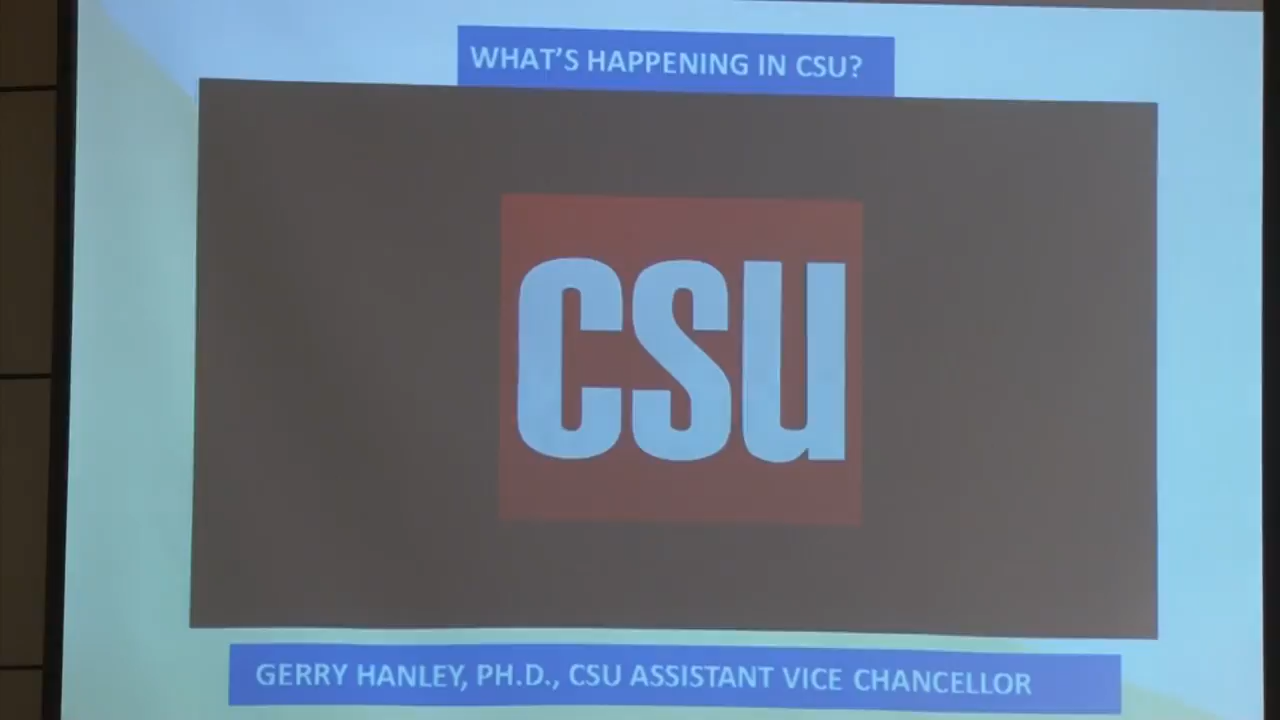 WHAT'S HAPPENING IN CSU?
CSU
GERRY HANLEY, PH.D., CSU ASSISTANT VICE CHANCELLOR